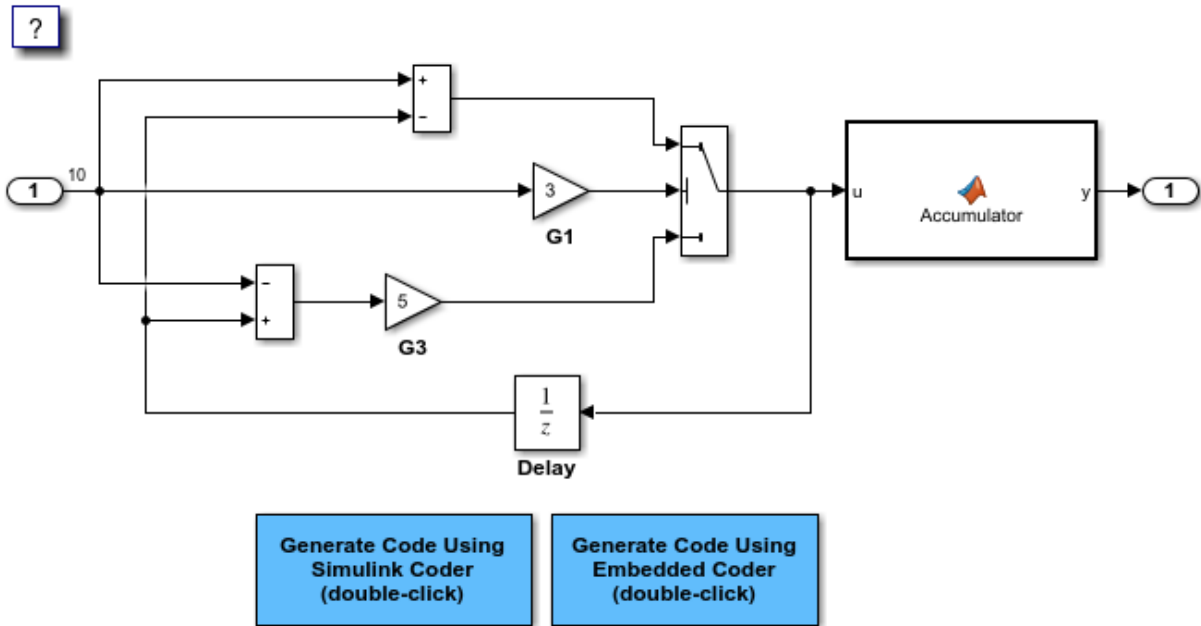 ?
+
-
10
1
3
G1
u
Accumulator
y
1
-
+
5
G3
1
z
Delay
Generate Code Using
Simulink Coder
(double-click)
Generate Code Using
Embedded Coder
(double-click)